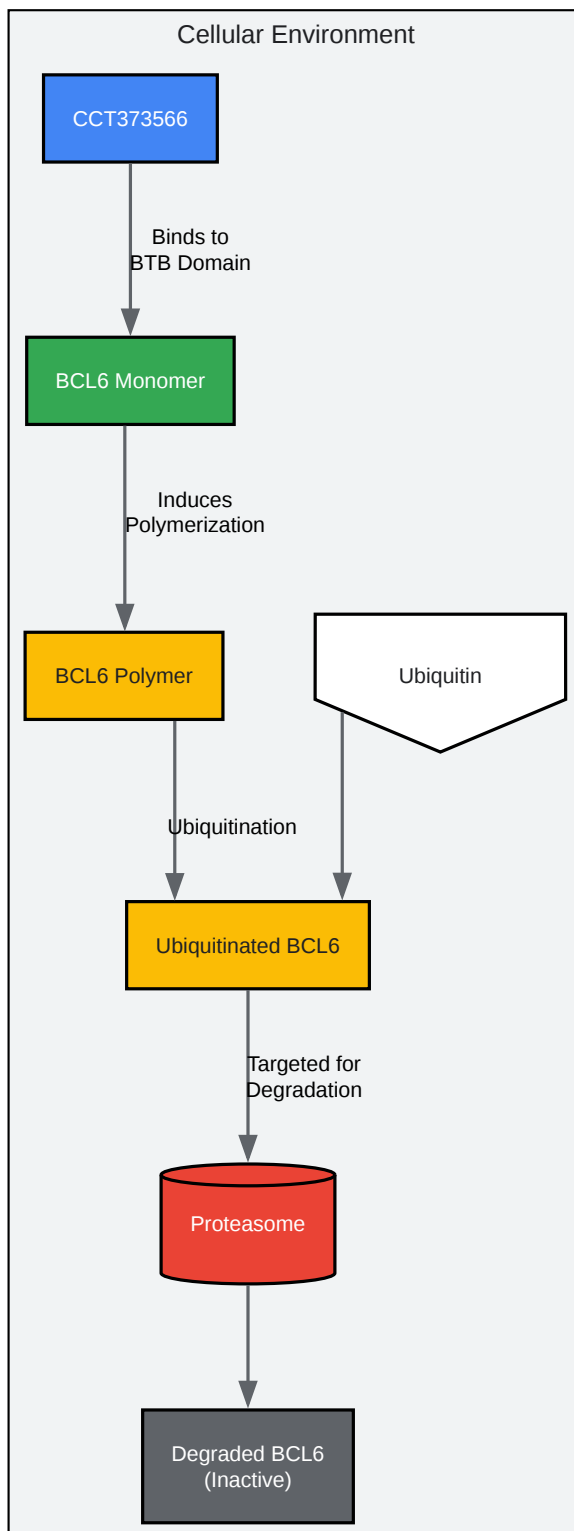 Cellular Environment
CCT373566
Binds to
BTB Domain
BCL6 Monomer
Induces
Polymerization
BCL6 Polymer
Ubiquitin
Ubiquitination
Ubiquitinated BCL6
Targeted for
Degradation
Proteasome
Degraded BCL6
(Inactive)